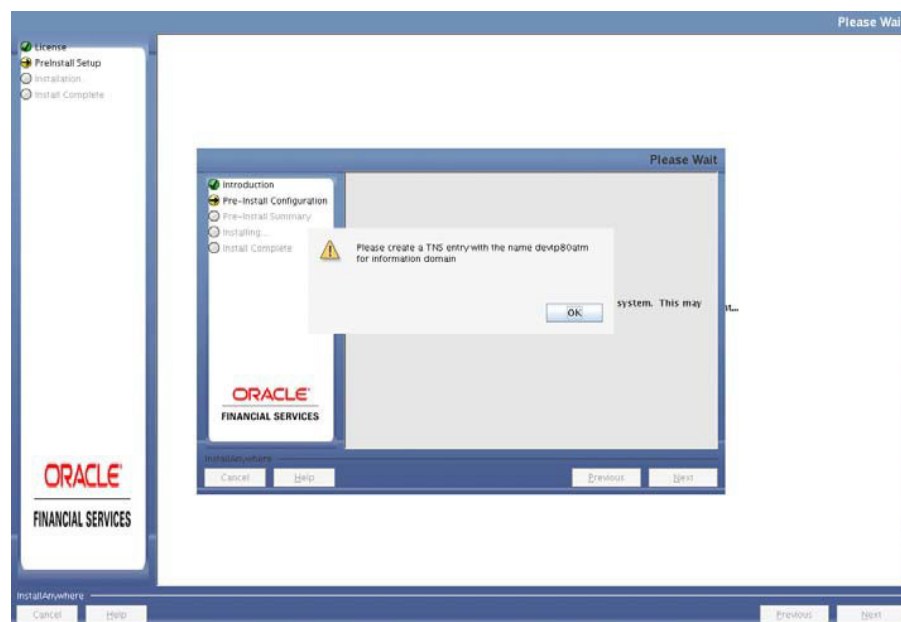 Please Wai
License
PreInstall Setup
Installation...
Install Complete
Please Wait
Introduction
Pre-Install Configuration
Pre-Install Summary
Installing...
Install Complete
Please create a TNS entry with the name devtp80atm
for information domain
OK
system. This may
nt...
ORACLE
FINANCIAL SERVICES
InstallAnywhere
Cancel
Help
Previous
Next
ORACLE
FINANCIAL SERVICES
InstallAnywhere
Cancel
Help
Previous
Next